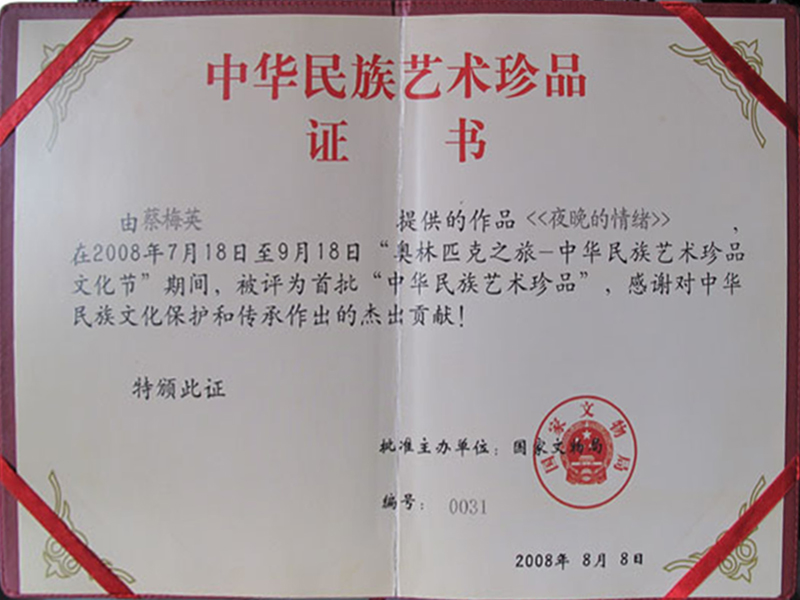 中华民族艺术珍品
证书
由蔡梅英 提供的作品<<夜晚的情绪>>,
在2008年7月18日至9月18日“奥林匹克之旅-中华民族艺术珍品
文化节”期间，被评为首批“中华民族艺术珍品”，感谢对中华
民族文化保护和传承作出的杰出贡献！
特颁此证
批准主办单位：国家文物局
国家文物局
编号：0031
2008年 8月 8日